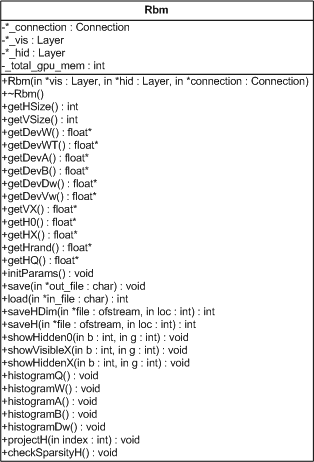 Rbm
-*_connection : Connection
-*_vis : Layer
-*_hid : Layer
-_total_gpu_mem : int
+Rbm(in *vis : Layer, in *hid : Layer, in *connection : Connection)
+~Rbm()
+getHSize() : int
+getVSize() : int
+getDevW() : float*
+getDevWT() : float*
+getDevA() : float*
+getDevB() : float*
+getDevDw() : float*
+getDevVw() : float*
+getVX() : float*
+getH0() : float*
+getHX() : float*
+getHrand() : float*
+getHQ() : float*
+initParams() : void
+save(in *out_file : char) : void
+load(in *in_file : char) : int
+saveHDim(in *file : ofstream, in loc : int) : int
+saveH(in *file : ofstream, in loc : int) : int
+showHidden0(in b : int, in g : int) : void
+showVisibleX(in b : int, in g : int) : void
+showHiddenX(in b : int, in g : int) : void
+histogramQ() : void
+histogramW() : void
+histogramA() : void
+histogramB() : void
+histogramDw() : void
+projectH(in index : int) : void
+checkSparsityH() : void